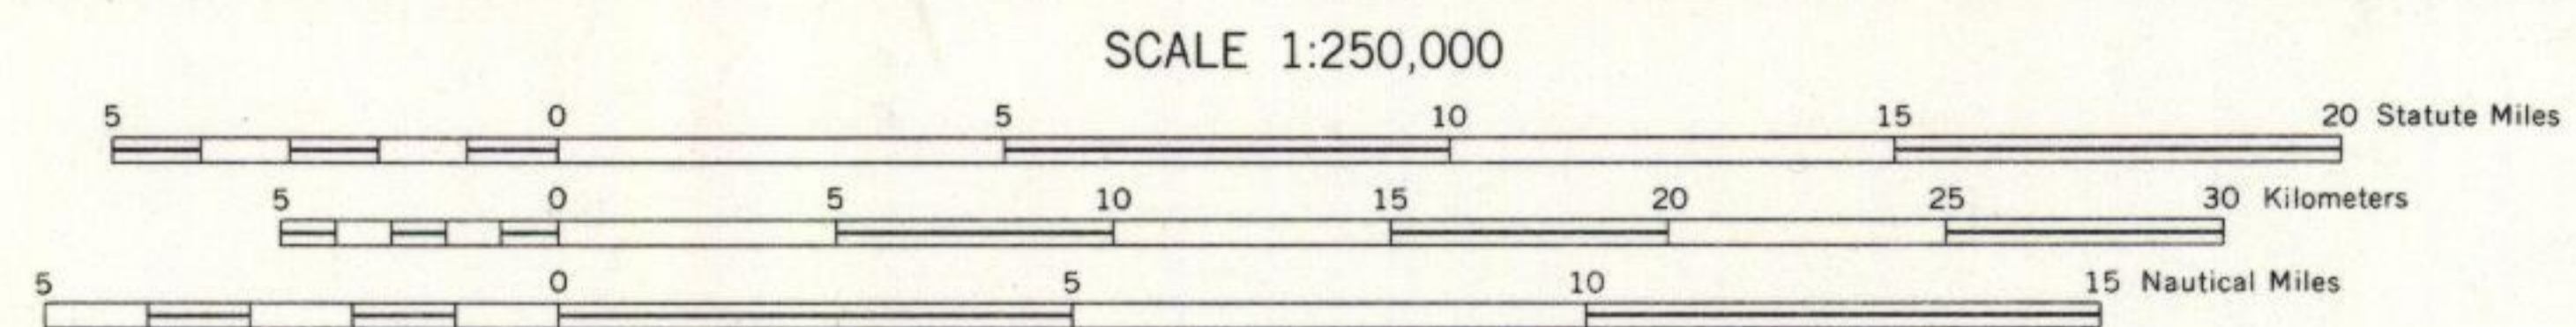 SCALE 1:250,000
5 0 5 10 15 20 Statute Miles
5 0 5 10 15 20 25 30 Kilometers
5 0 5 10 15 Nautical Miles